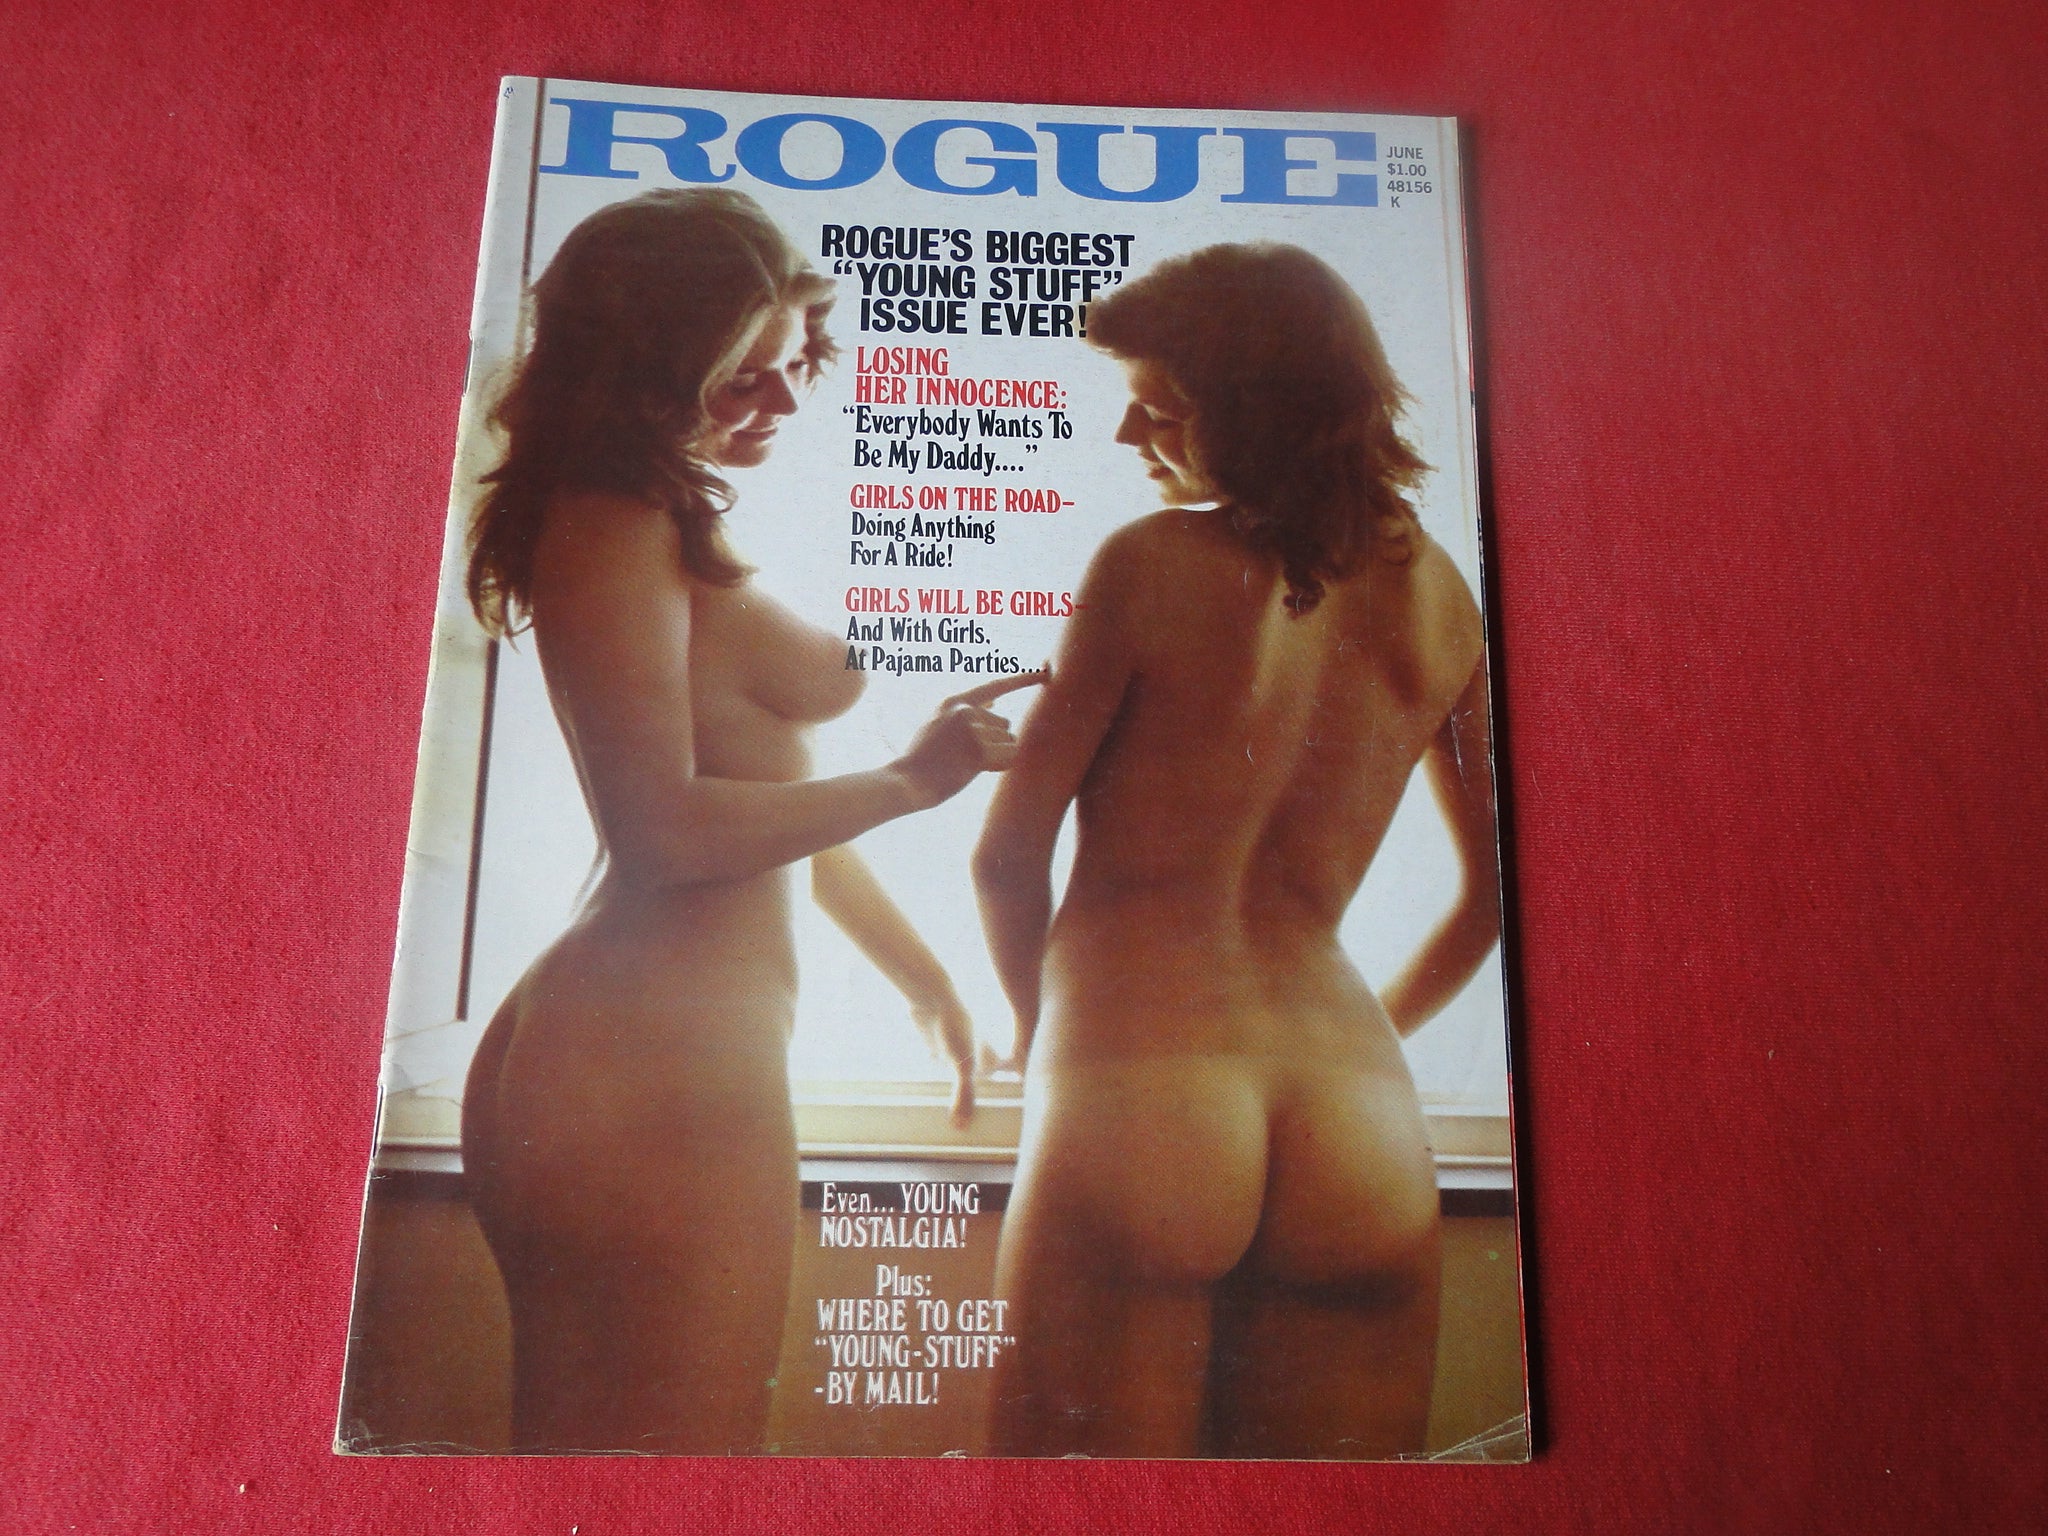 ROGUE
JUNE
$1.00
48156
K
ROGUE'S BIGGEST
“YOUNG STUFF”
ISSUE EVER!
LOSING
HER INNOCENCE:
“Everybody Wants To
Be My Daddy....”
GIRLS ON THE ROAD–
Doing Anything
For A Ride!
GIRLS WILL BE GIRLS–
And With Girls.
At Pajama Parties....
Even... YOUNG
NOSTALGIA!
Plus:
WHERE TO GET
“YOUNG-STUFF”
-BY MAIL!